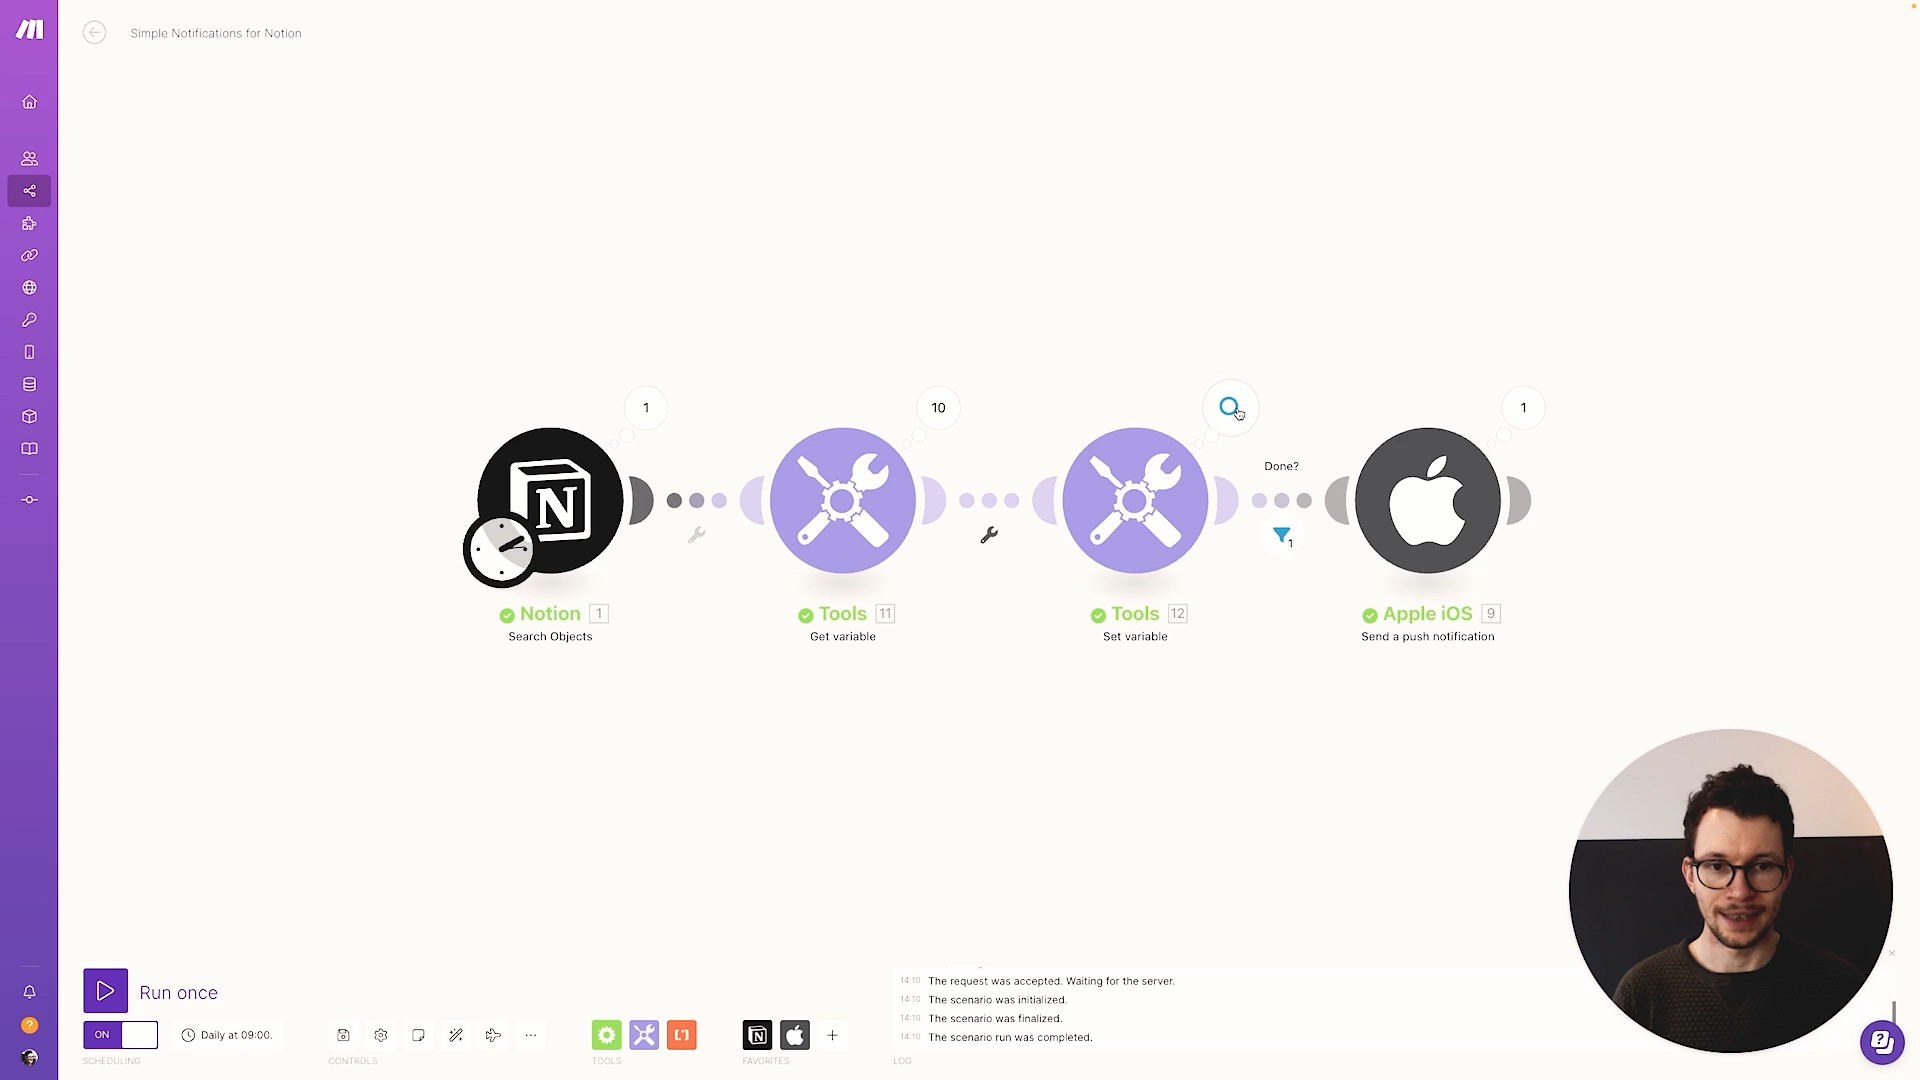 Simple Notifications for Notion
1
10
1
Done?
1
N
Notion 1
Search Objects
Tools 11
Get variable
Tools 12
Set variable
Apple iOS 9
Send a push notification
Run once
ON
Daily at 09:00.
SCHEDULING
CONTROLS
TOOLS
FAVORITES
14:10 The request was accepted. Waiting for the server.
14:10 The scenario was initialized.
14:10 The scenario was finalized.
14:10 The scenario run was completed.
LOG